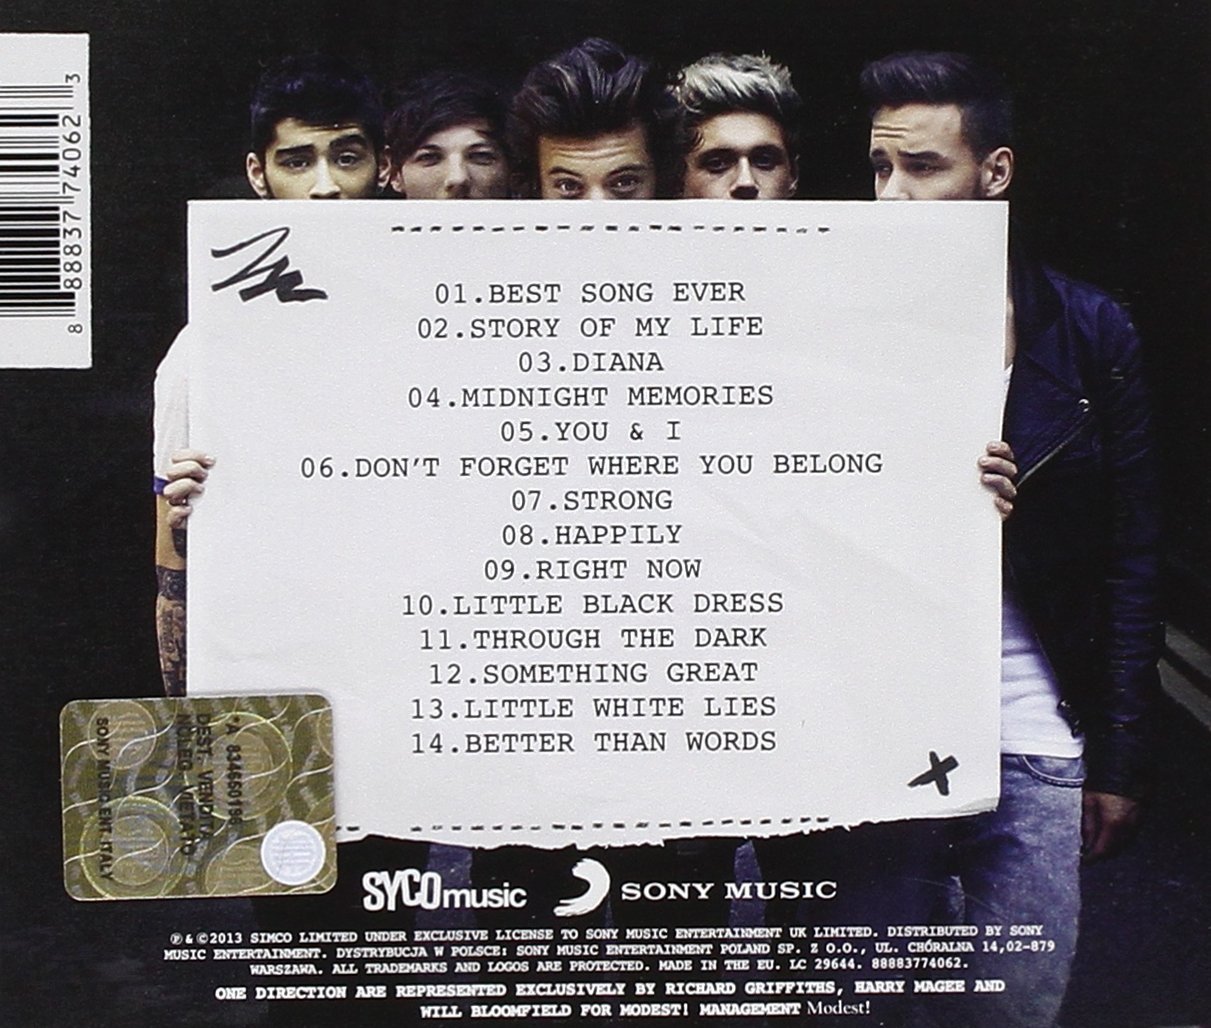 8 88837 74062 3
01.BEST SONG EVER
02.STORY OF MY LIFE
03.DIANA
04.MIDNIGHT MEMORIES
05.YOU & I
06.DON'T FORGET WHERE YOU BELONG
07.STRONG
08.HAPPILY
09.RIGHT NOW
10.LITTLE BLACK DRESS
11.THROUGH THE DARK
12.SOMETHING GREAT
13.LITTLE WHITE LIES
14.BETTER THAN WORDS
DEST. VENDITA
NOLEG. VIETATO
SONY MUSIC ENT. ITALY
SYCOmusic
SONY MUSIC
℗ & ©2013 SIMCO LIMITED UNDER EXCLUSIVE LICENSE TO SONY MUSIC ENTERTAINMENT UK LIMITED. DISTRIBUTED BY SONY
MUSIC ENTERTAINMENT. DYSTRYBUCJA W POLSCE: SONY MUSIC ENTERTAINMENT POLAND SP. Z O.O., UL. CHÓRALNA 14,02-879
WARSZAWA. ALL TRADEMARKS AND LOGOS ARE PROTECTED. MADE IN THE EU. LC 29644. 88883774062.
ONE DIRECTION ARE REPRESENTED EXCLUSIVELY BY RICHARD GRIFFITHS, HARRY MAGEE AND
WILL BLOOMFIELD FOR MODEST! MANAGEMENT Modest!